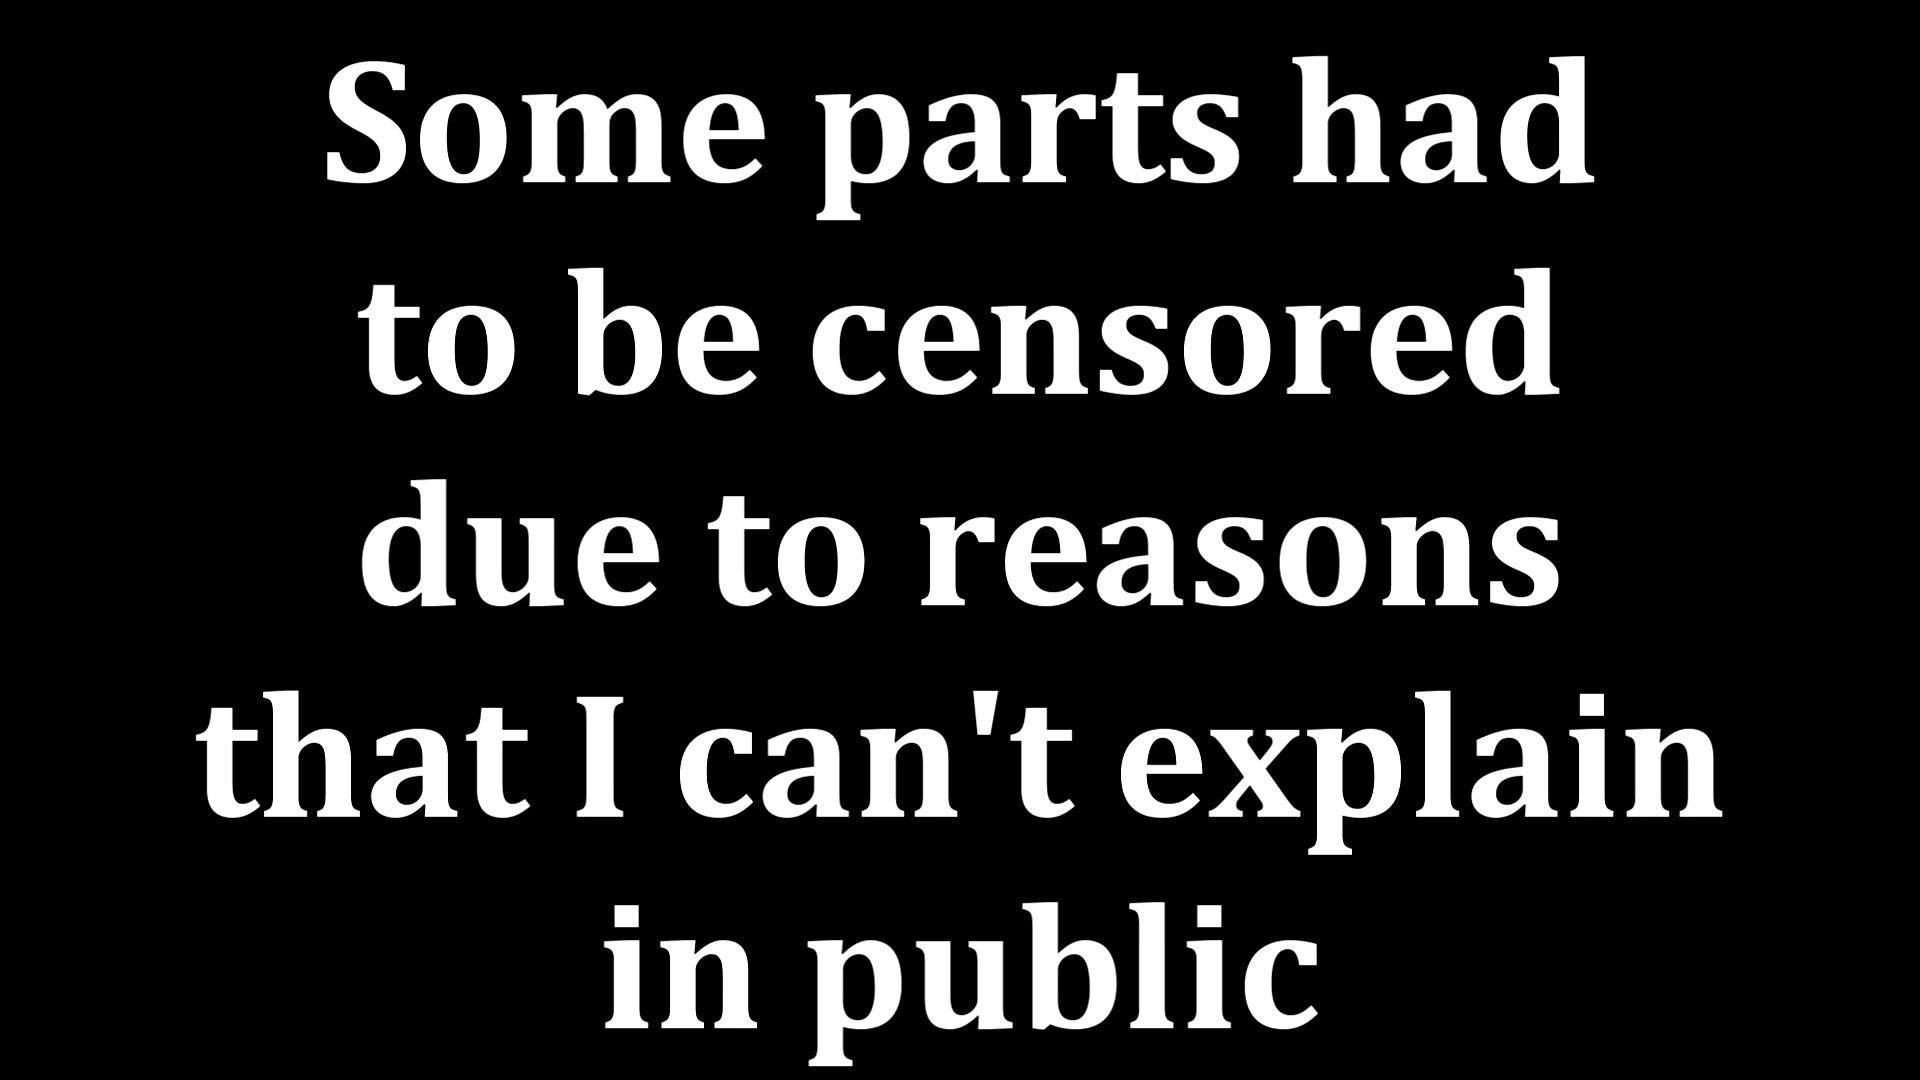 Some parts had
to be censored
due to reasons
that I can't explain
in public